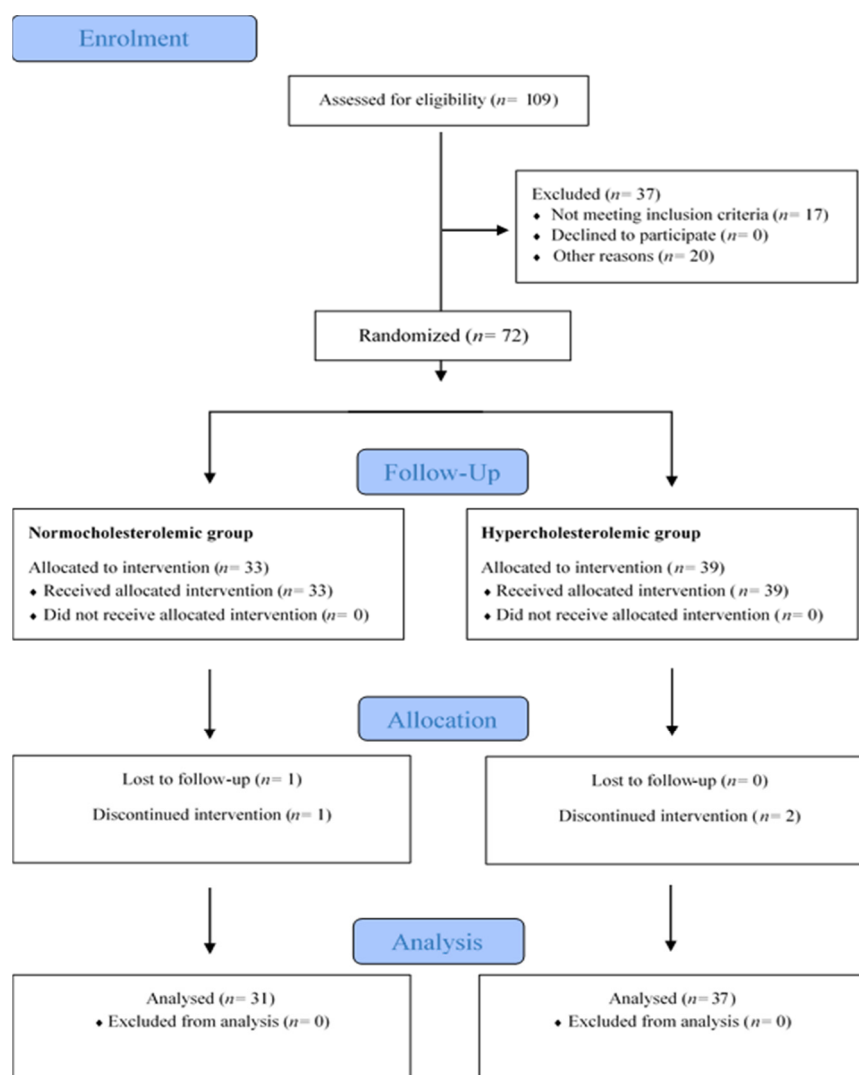 Enrolment
Assessed for eligibility (n= 109)
Excluded (n= 37)
⬥ Not meeting inclusion criteria (n= 17)
⬥ Declined to participate (n= 0)
⬥ Other reasons (n= 20)
Randomized (n= 72)
Follow-Up
Normocholesterolemic group
Allocated to intervention (n= 33)
⬥ Received allocated intervention (n= 33)
⬥ Did not receive allocated intervention (n= 0)
Hypercholesterolemic group
Allocated to intervention (n= 39)
⬥ Received allocated intervention (n= 39)
⬥ Did not receive allocated intervention (n= 0)
Allocation
Lost to follow-up (n= 1)
Discontinued intervention (n= 1)
Lost to follow-up (n= 0)
Discontinued intervention (n= 2)
Analysis
Analysed (n= 31)
⬥ Excluded from analysis (n= 0)
Analysed (n= 37)
⬥ Excluded from analysis (n= 0)